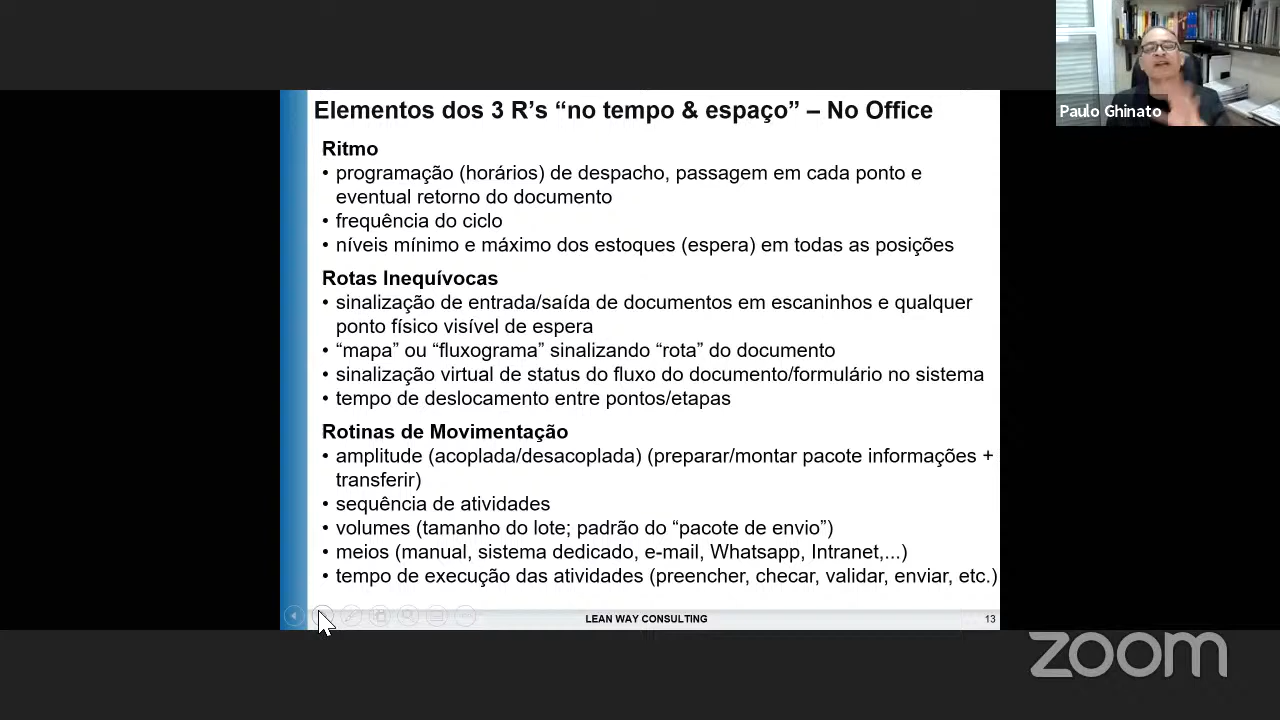 Paulo Ghinato
Elementos dos 3 R’s “no tempo & espaço” – No Office
Ritmo
• programação (horários) de despacho, passagem em cada ponto e
eventual retorno do documento
• frequência do ciclo
• níveis mínimo e máximo dos estoques (espera) em todas as posições
Rotas Inequívocas
• sinalização de entrada/saída de documentos em escaninhos e qualquer
ponto físico visível de espera
• “mapa” ou “fluxograma” sinalizando “rota” do documento
• sinalização virtual de status do fluxo do documento/formulário no sistema
• tempo de deslocamento entre pontos/etapas
Rotinas de Movimentação
• amplitude (acoplada/desacoplada) (preparar/montar pacote informações +
transferir)
• sequência de atividades
• volumes (tamanho do lote; padrão do “pacote de envio”)
• meios (manual, sistema dedicado, e-mail, Whatsapp, Intranet,...)
• tempo de execução das atividades (preencher, checar, validar, enviar, etc.)
LEAN WAY CONSULTING
13
zoom